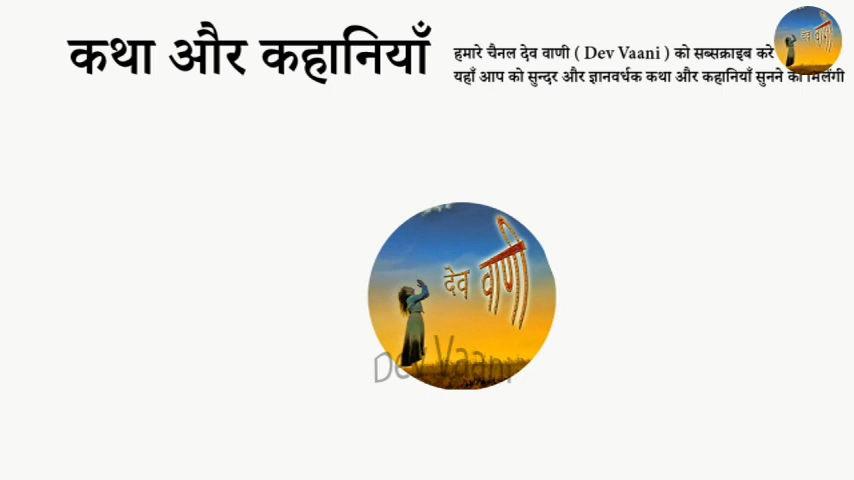 कथा और कहानियाँ
हमारे चैनल देव वाणी ( Dev Vaani ) को सब्सक्राइब करे
यहाँ आप को सुन्दर और ज्ञानवर्धक कथा और कहानियाँ सुनने को मिलेंगी
देव वाणी
देव वाणी
Dev Vaani